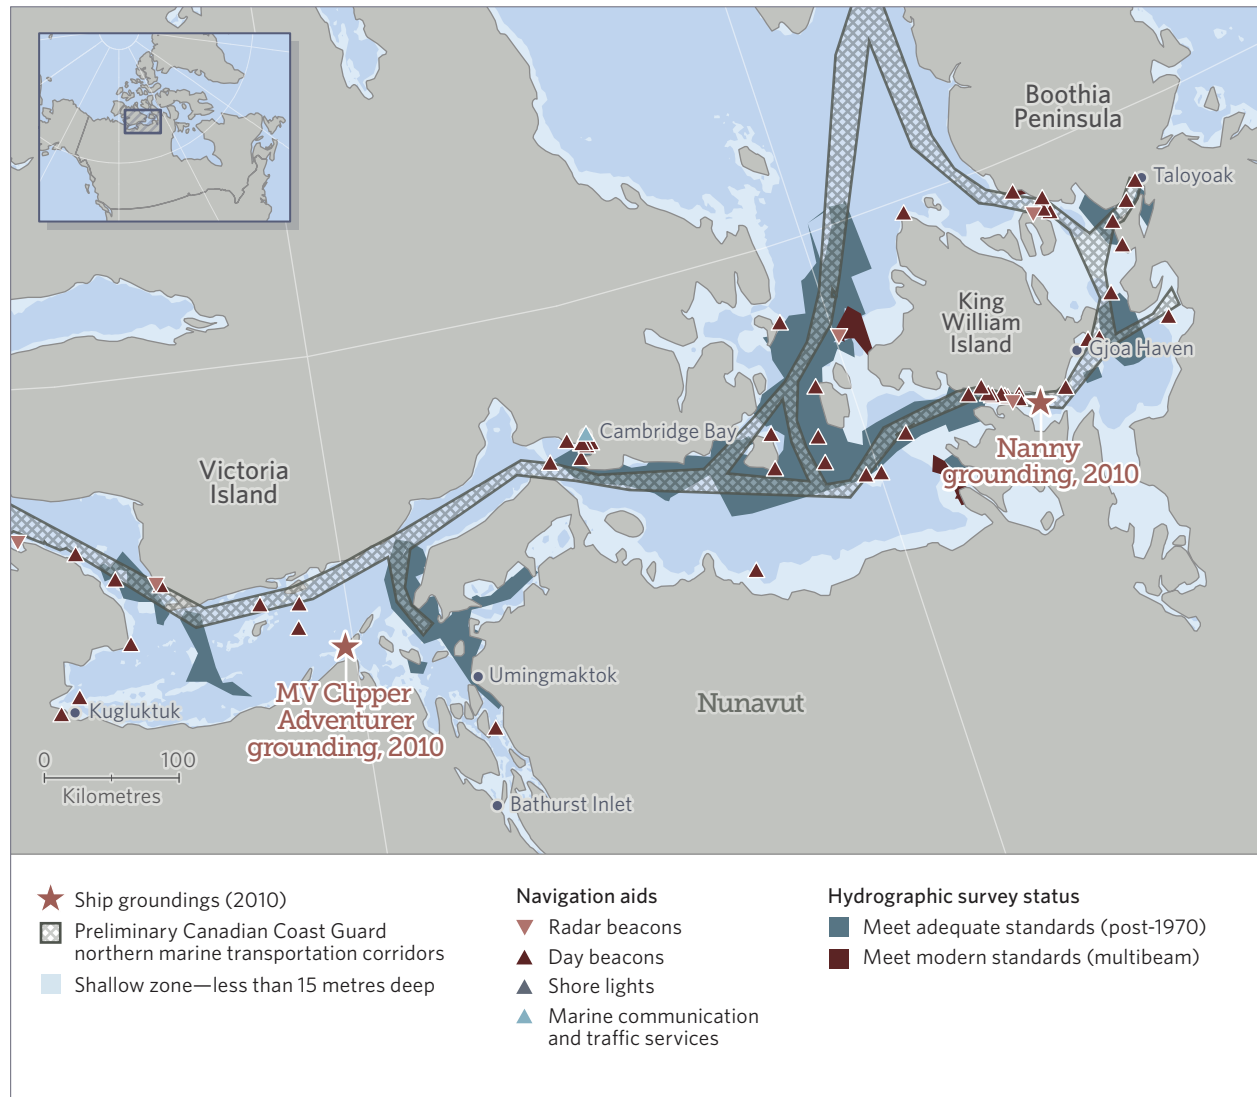 Boothia
Peninsula
Taloyoak
King
William
Island
Gjoa Haven
Cambridge Bay
Nanny
grounding, 2010
Victoria
Island
Umingmaktok
MV Clipper
Adventurer
grounding, 2010
Nunavut
Kugluktuk
0 100
Kilometres
Bathurst Inlet
Ship groundings (2010)
Preliminary Canadian Coast Guard
northern marine transportation corridors
Shallow zone—less than 15 metres deep
Navigation aids
Radar beacons
Day beacons
Shore lights
Marine communication
and traffic services
Hydrographic survey status
Meet adequate standards (post-1970)
Meet modern standards (multibeam)